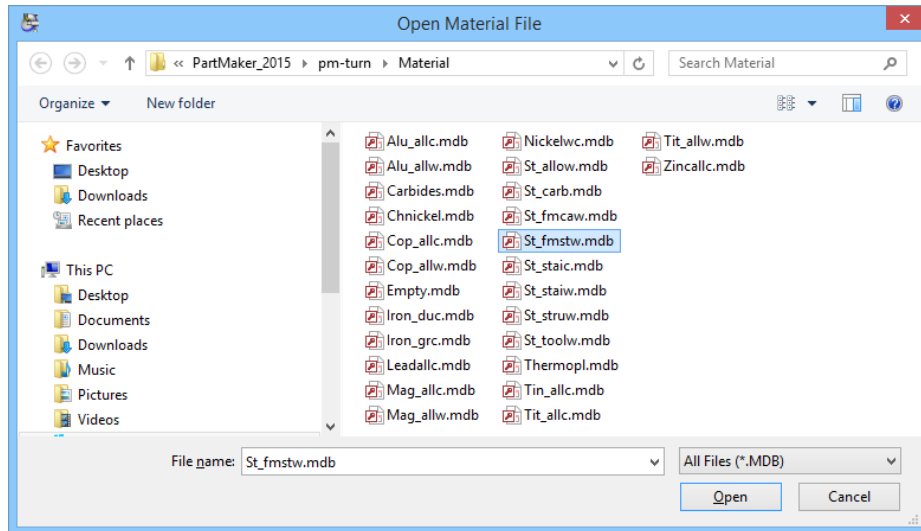 Open Material File
« PartMaker_2015 ▸ pm-turn ▸ Material
Search Material
Organize
New folder
Favorites
Desktop
Downloads
Recent places
This PC
Desktop
Documents
Downloads
Music
Pictures
Videos
Alu_allc.mdb
Alu_allw.mdb
Carbides.mdb
Chnickel.mdb
Cop_allc.mdb
Cop_allw.mdb
Empty.mdb
Iron_duc.mdb
Iron_grc.mdb
Leadallc.mdb
Mag_allc.mdb
Mag_allw.mdb
Nickelwc.mdb
St_allow.mdb
St_carb.mdb
St_fmcaw.mdb
St_fmstw.mdb
St_staic.mdb
St_staiw.mdb
St_struw.mdb
St_toolw.mdb
Thermopl.mdb
Tin_allc.mdb
Tit_allc.mdb
Tit_allw.mdb
Zincallc.mdb
File name: St_fmstw.mdb
All Files (*.MDB)
Open
Cancel